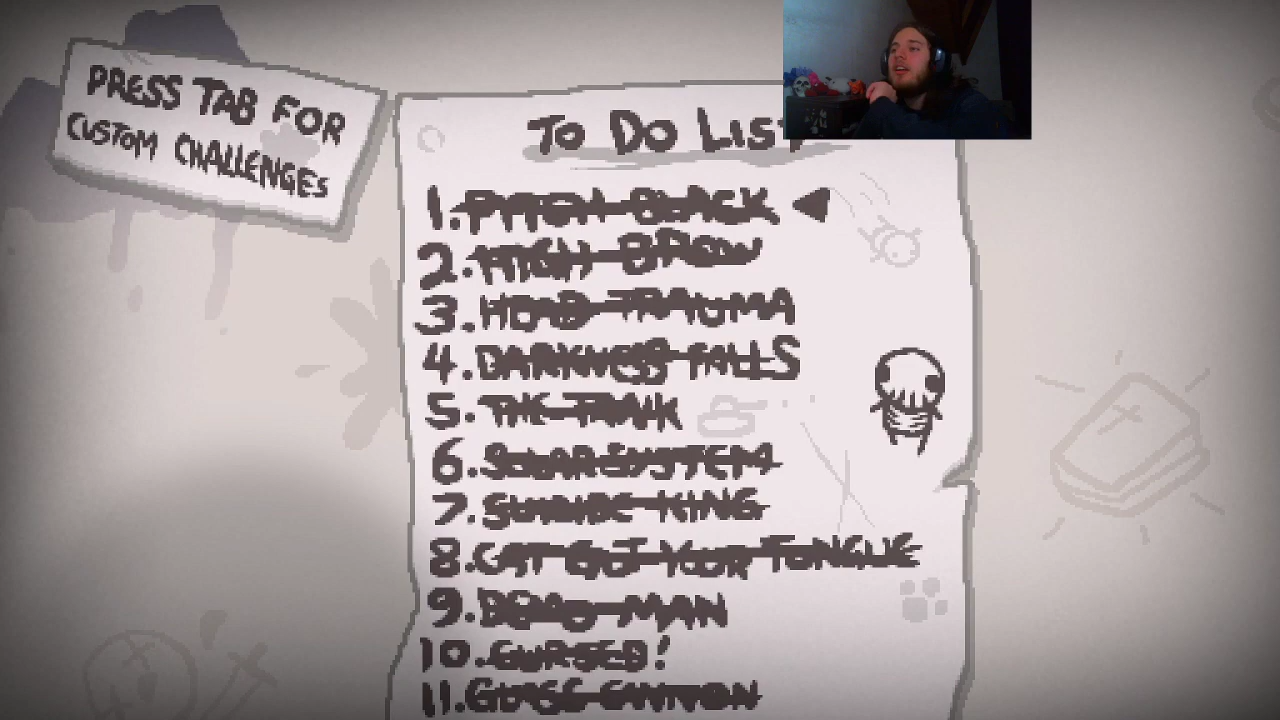 PRESS TAB FOR
CUSTOM CHALLENGES
TO DO LIST
1. PITCH BLACK
2. HIGH BROW
3. HEAD TRAUMA
4. DARKNESS FALLS
5. THE TANK
6. SOLAR SYSTEM
7. SUICIDE KING
8. CAT GOT YOUR TONGUE
9. DEMO MAN
10. CURSED!
11. GLASS CANNON